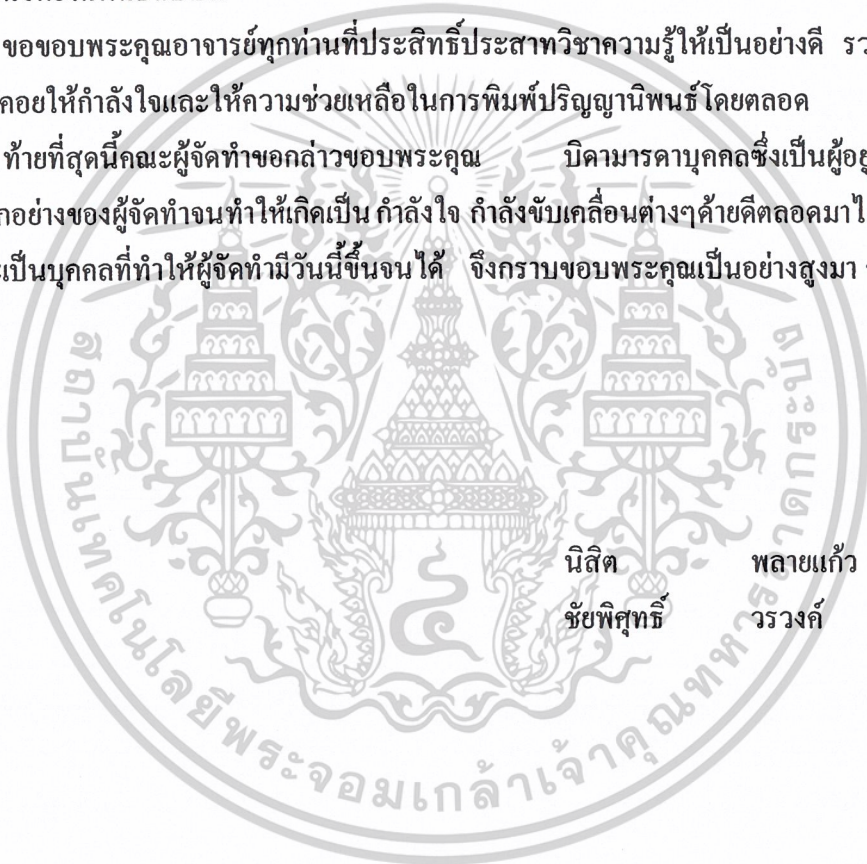 ขอขอบพระคุณอาจารย์ทุกท่านที่ประสิทธิ์ประสาทวิชาความรู้ให้เป็นอย่างดี
คอยให้กำลังใจและให้ความช่วยเหลือในการพิมพ์ปริญญานิพนธ์โดยตลอด
ท้ายที่สุดนี้คณะผู้จัดทำขอกล่าวขอบพระคุณ บิดามารดาบุคคลซึ่งเป็นผู้อยู่
กอย่างของผู้จัดทำจนทำให้เกิดเป็น กำลังใจ กำลังขับเคลื่อนต่างๆด้ายดีตลอดมา
เป็นบุคคลที่ทำให้ผู้จัดทำมีวันนี้ขึ้นจนได้ จึงกราบขอบพระคุณเป็นอย่างสูงมา
นิสิต พลายแก้ว
ชัยพิศุทธิ์ วรวงค์
สถาบันเทคโนโลยีพระจอมเกล้าเจ้าคุณทหารลาดกระบัง